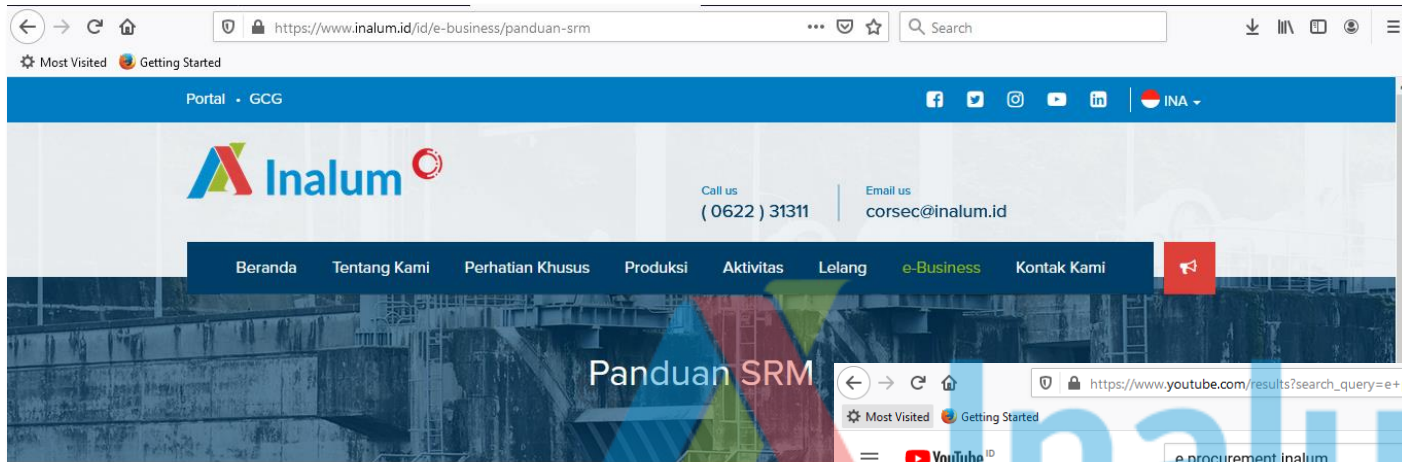 https://www.inalum.id/id/e-business/panduan-srm
Search
Most Visited Getting Started
Portal • GCG
INA
Inalum
Call us
( 0622 ) 31311
Email us
corsec@inalum.id
Beranda Tentang Kami Perhatian Khusus Produksi Aktivitas Lelang e-Business Kontak Kami
Panduan SRM
https://www.youtube.com/results?search_query=e+
Most Visited Getting Started
YouTube ID
e procurement inalum
Inalu